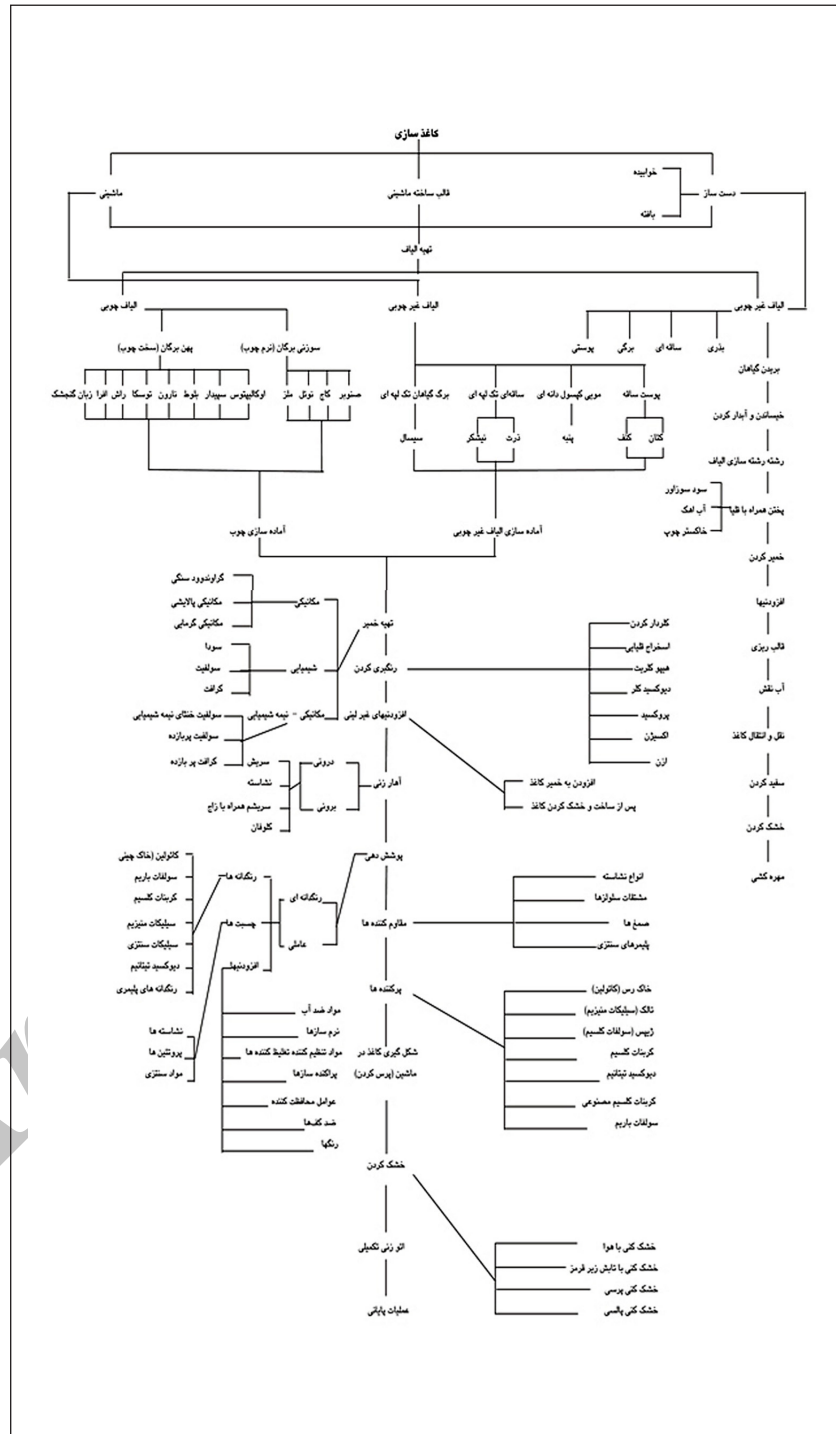 کاغذ سازی
خوابیده
دست ساز
قالب ساخته ماشینی
ماشینی
بافته
تهیه الیاف
الیاف غیر چوبی
الیاف غیر چوبی
الیاف چوبی
بذری
ساقه ای
برگی
پوستی
سوزنی برگان (نرم چوب)
پهن برگان (سخت چوب)
بریدن گیاهان
پوست ساقه
مویی کپسول دانه ای
ساقه‌ای تک لپه ای
برگ گیاهان تک لپه ای
صنوبر
کاج
نوئل
ملز
اوکالیپتوس
سپیدار
بلوط
نارون
توسکا
راش
افرا
زبان گنجشک
خیساندن و آبدار کردن
کتان
کنف
پنبه
ذرت
نیشکر
سیسال
رشته رشته سازی الیاف
سود سوزاور
پختن همراه با قلیا
آب اهک
خاکستر چوب
آماده سازی الیاف غیر چوبی
آماده سازی چوب
خمیر کردن
افزودنیها
قالب ریزی
آب نقش
نقل و انتقال کاغذ
سفید کردن
خشک کردن
مهره کشی
تهیه خمیر
مکانیکی
گراوندوود سنگی
مکانیکی پالایشی
مکانیکی گرمایی
شیمیایی
سودا
سولفیت
کرافت
مکانیکی - نیمه شیمیایی
سولفیت خنثای نیمه شیمیایی
سولفیت پربازده
کرافت پر بازده
رنگبری کردن
کلردار کردن
اسخراج قلیایی
هیپو کلریت
دیوکسید کلر
پروکسید
اکسیژن
ازن
افزودنیهای غیر لینی
افزودن به خمیر کاغذ
پس از ساخت و خشک کردن کاغذ
آهار زنی
درونی
برونی
سریش
نشاسته
سریشم همراه با زاج
کلوفان
پوشش دهی
رنگدانه ای
عاملی
رنگدانه ها
چسبت ها
افزودنیها
کائولین (خاک چینی
سولفات باریم
کربنات کلسیم
سیلیکات منیزیم
سیلیکات سنتزی
دیوکسید تیتانیم
رنگدانه های پلیمری
نشاسته ها
پروتئین ها
مواد سنتزی
مواد ضد آب
نرم سازها
مواد تنظیم کننده تغلیظ کننده ها
پراکنده سازها
عوامل محافظت کننده
ضد کف‌ها
رنگها
مقاوم کننده ها
انواع نشاسته
مشتقات سلولزها
صمغ ها
پلیمرهای سنتزی
پرکننده ها
خاک رس (کائولین)
تالک (سیلیکات منیزیم)
ژیپس (سولفات کلسیم)
کربنات کلسیم
دیوکسید تیتانیم
کربنات کلسیم مصنوعی
سولفات باریم
شکل گیری کاغذ در
ماشین (پرس کردن)
خشک کردن
خشک کنی با هوا
خشک کنی با تابش زیر قرمز
خشک کنی پرسی
خشک کنی پالسی
اتو زنی تکمیلی
عملیات پایانی